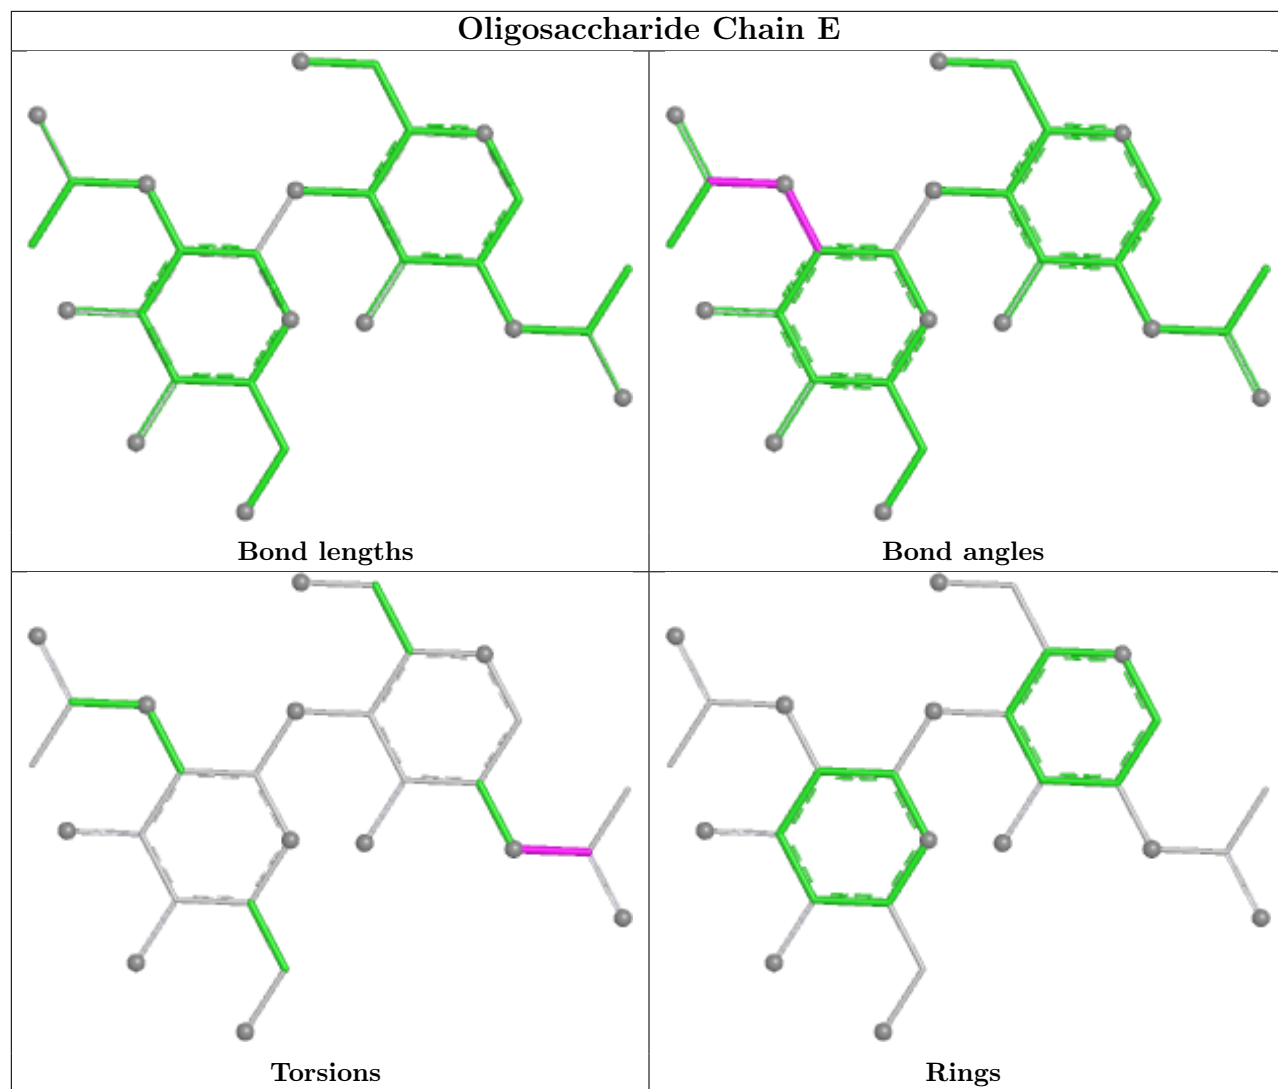 Oligosaccharide Chain E
Bond lengths
Bond angles
Torsions
Rings